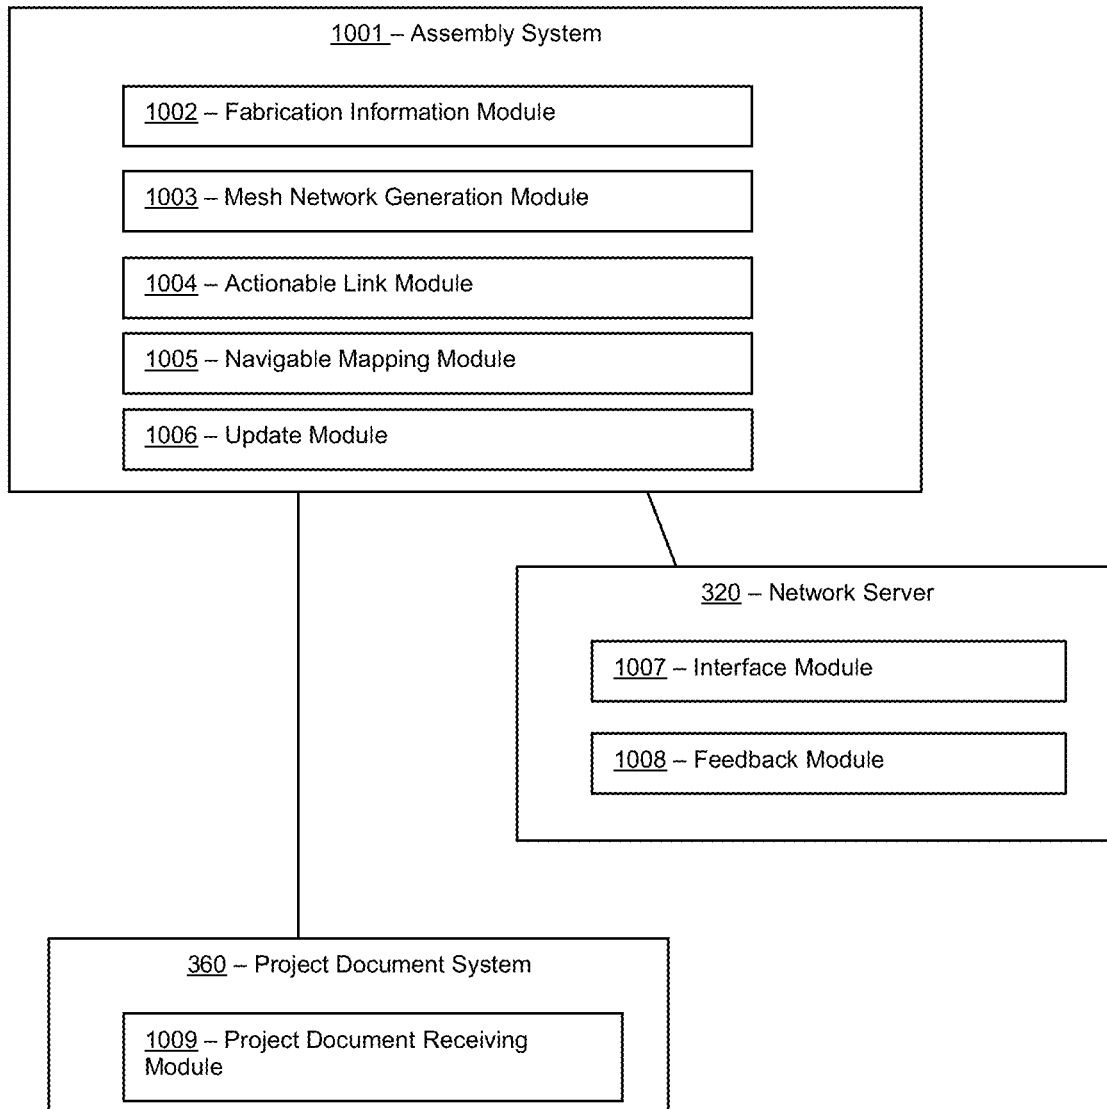 1001 – Assembly System
1002 – Fabrication Information Module
1003 – Mesh Network Generation Module
1004 – Actionable Link Module
1005 – Navigable Mapping Module
1006 – Update Module
320 – Network Server
1007 – Interface Module
1008 – Feedback Module
360 – Project Document System
1009 – Project Document Receiving
Module